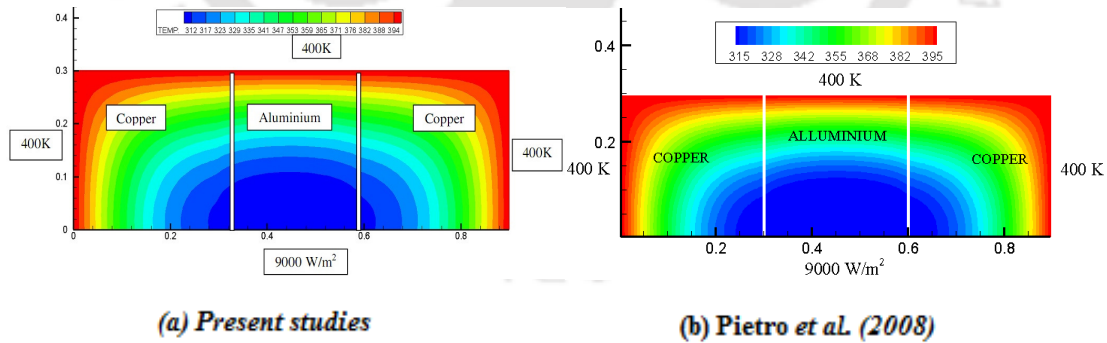 0.4
0.3
0.2
0.1
0
0
0.2
0.4
0.6
0.8
TEMP. 312 317 323 329 335 341 347 353 359 365 371 376 382 388 394
400K
400K
Copper
Aluminium
Copper
400K
9000 W/m²
(a) Present studies
0.4
0.2
0.2
0.4
0.6
0.8
315 328 342 355 368 382 395
400 K
400 K
COPPER
ALLUMINIUM
COPPER
400 K
9000 W/m²
(b) Pietro et al. (2008)